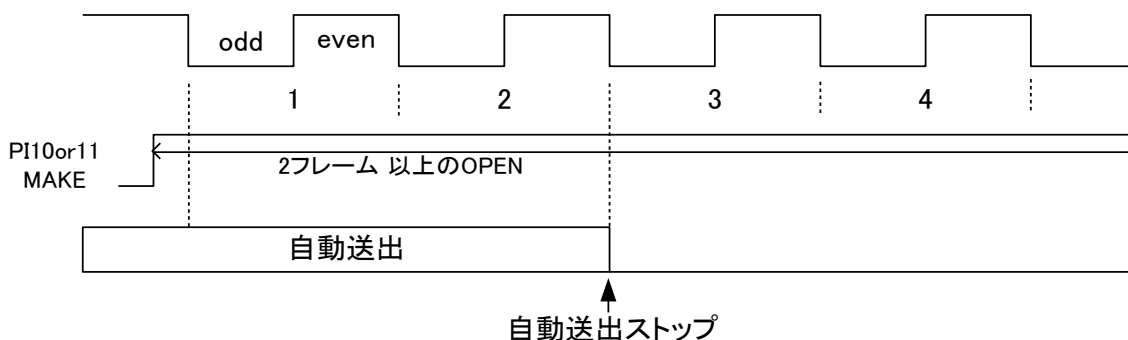 odd even
1 2 3 4
PI10or11
MAKE
2フレーム 以上のOPEN
自動送出
自動送出ストップ